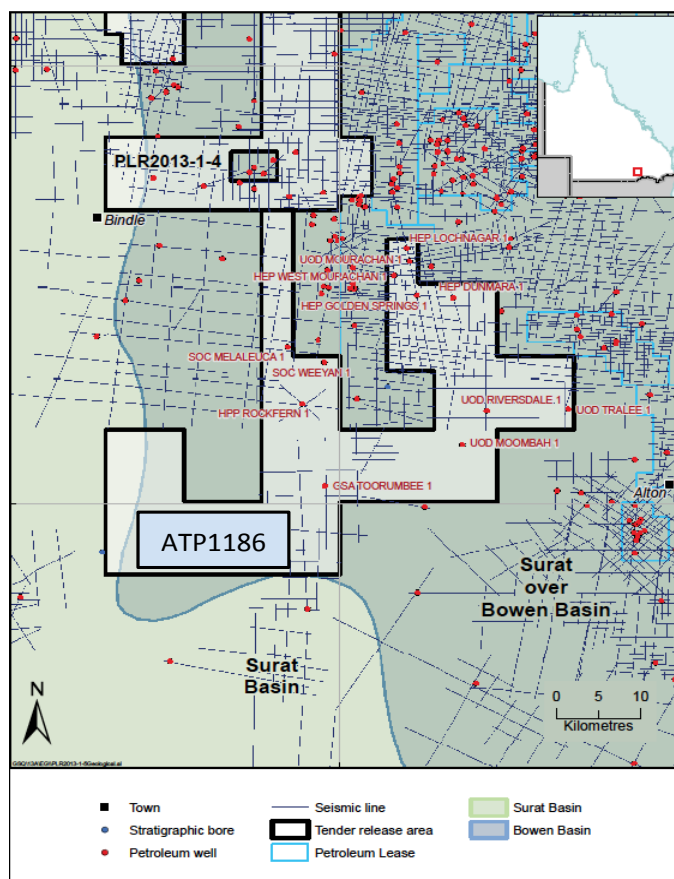 PLR2013-1-4
Bindle
HEP LOCHNAGAR 1
UOD MOURACHAN 1
HEP WEST MOURACHAN 1
HEP DUNMARA 1
HEP GOLDEN SPRINGS 1
SOC MELALEUCA 1
SOC WEEYAN 1
HPP ROCKFERN 1
UOD RIVERSDALE 1
UOD TRALEE 1
UOD MOOMBAH 1
GSA TOORUMBEE 1
Alton
ATP1186
Surat
over
Bowen Basin
Surat
Basin
N
0 5 10
Kilometres
Town
Seismic line
Surat Basin
Stratigraphic bore
Tender release area
Bowen Basin
Petroleum well
Petroleum Lease